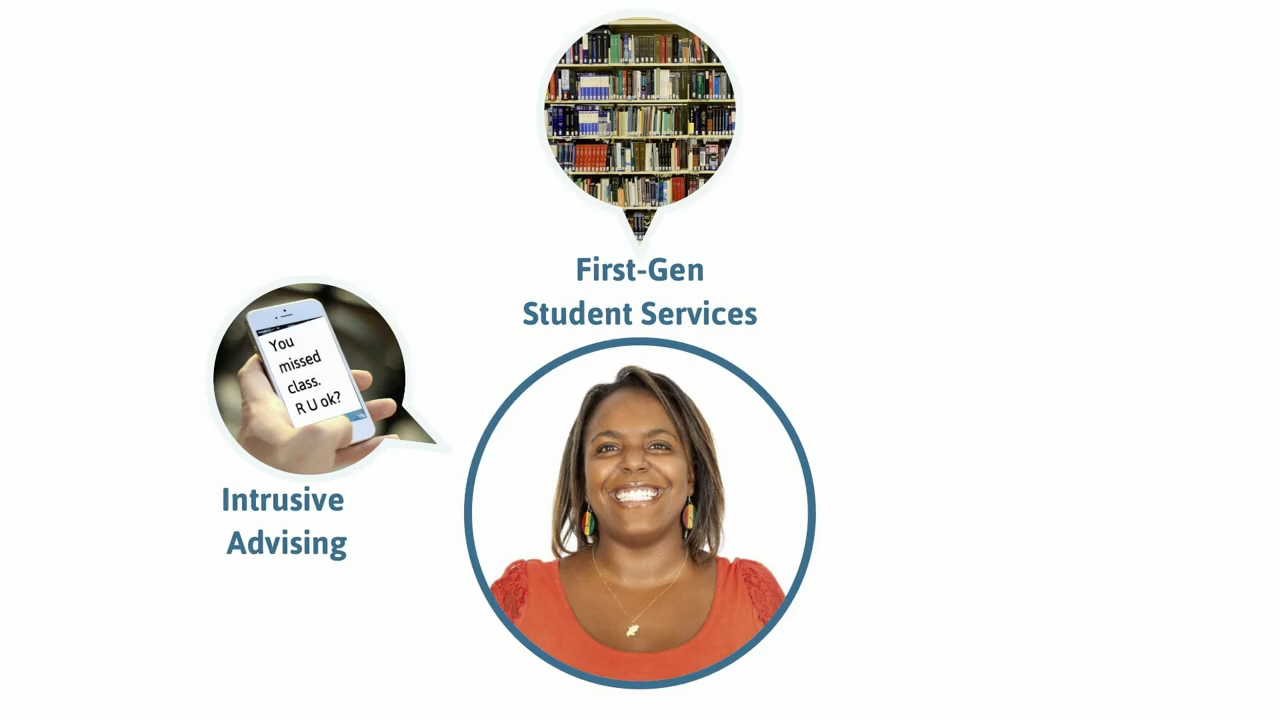 First-Gen
Student Services
You
missed
class.
R U ok?
Intrusive
Advising